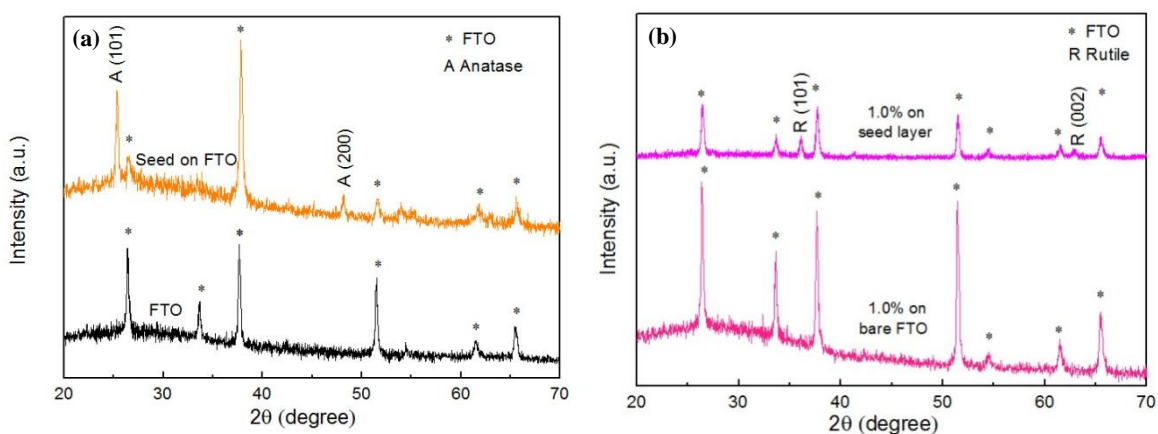 (a)
* FTO
A Anatase
A (101)
*
*
Seed on FTO
A (200)
*
*
*
*
*
*
FTO
*
*
*
Intensity (a.u.)
20 30 40 50 60 70
2θ (degree)
(b)
* FTO
R Rutile
*
*
R (101)
*
1.0% on
seed layer
*
*
*
R (002)
*
*
*
*
*
1.0% on
bare FTO
*
*
*
Intensity (a.u.)
20 30 40 50 60 70
2θ (degree)